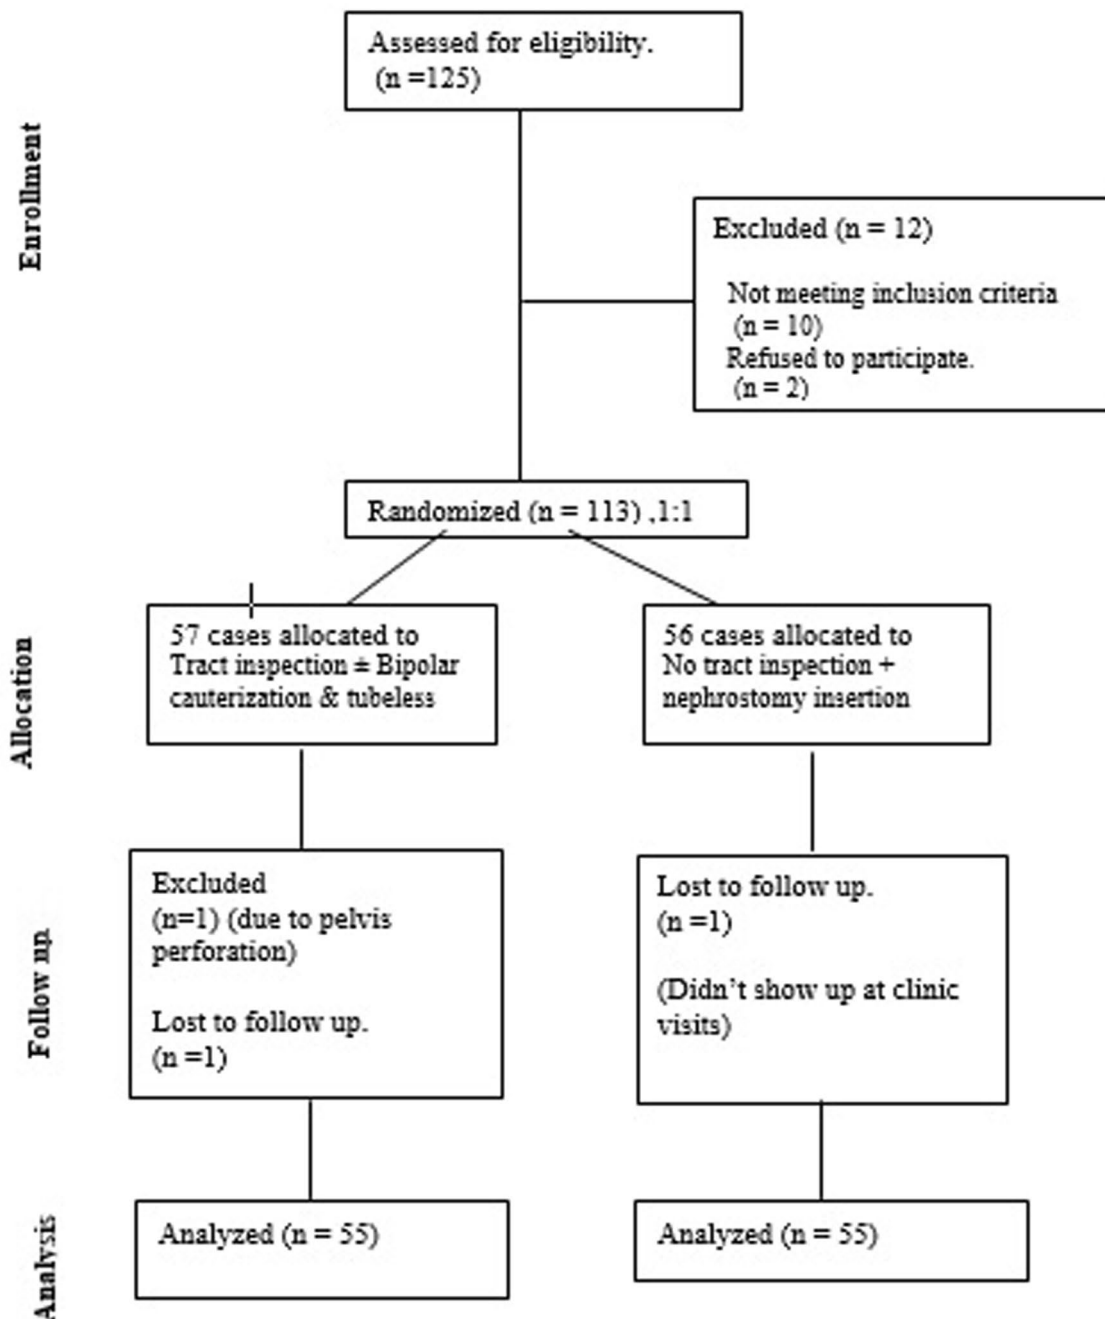 Assessed for eligibility.
(n =125)
Enrollment
Excluded (n = 12)
Not meeting inclusion criteria
(n = 10)
Refused to participate.
(n = 2)
Randomized (n = 113) ,1:1
Allocation
57 cases allocated to
Tract inspection ± Bipolar
cauterization & tubeless
56 cases allocated to
No tract inspection +
nephrostomy insertion
Follow up
Excluded
(n=1) (due to pelvis
perforation)
Lost to follow up.
(n =1)
Lost to follow up.
(n =1)
(Didn't show up at clinic
visits)
Analysis
Analyzed (n = 55)
Analyzed (n = 55)